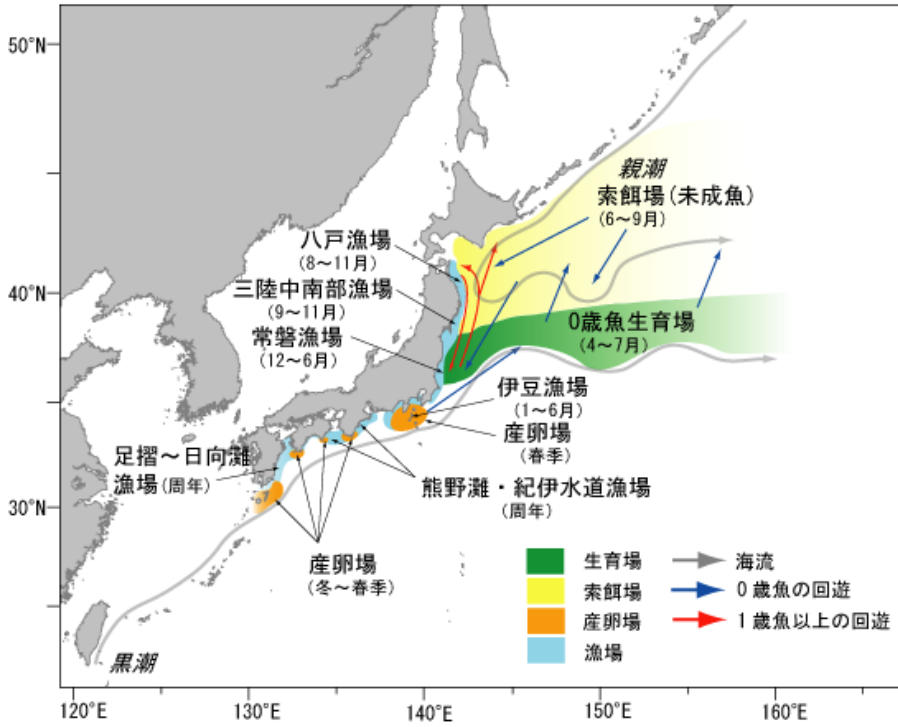 50°N
親潮
索餌場(未成魚)
(6～9月)
八戸漁場
(8～11月)
40°N
三陸中南部漁場
(9～11月)
0歳魚生育場
(4～7月)
常磐漁場
(12～6月)
伊豆漁場
(1～6月)
産卵場
(春季)
足摺～日向灘
漁場(周年)
熊野灘・紀伊水道漁場
(周年)
30°N
産卵場
(冬～春季)
生育場
索餌場
産卵場
漁場
海流
0歳魚の回遊
1歳魚以上の回遊
黒潮
120°E
130°E
140°E
150°E
160°E